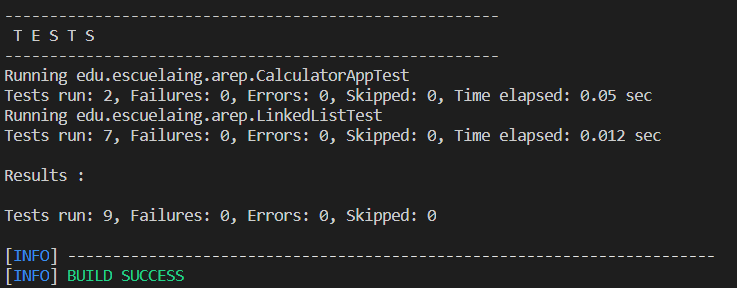 -------------------------------------------------------
 T E S T S
-------------------------------------------------------
Running edu.escuelaing.arep.CalculatorAppTest
Tests run: 2, Failures: 0, Errors: 0, Skipped: 0, Time elapsed: 0.05 sec
Running edu.escuelaing.arep.LinkedListTest
Tests run: 7, Failures: 0, Errors: 0, Skipped: 0, Time elapsed: 0.012 sec

Results :

Tests run: 9, Failures: 0, Errors: 0, Skipped: 0

[INFO] ------------------------------------------------------------------------
[INFO] BUILD SUCCESS